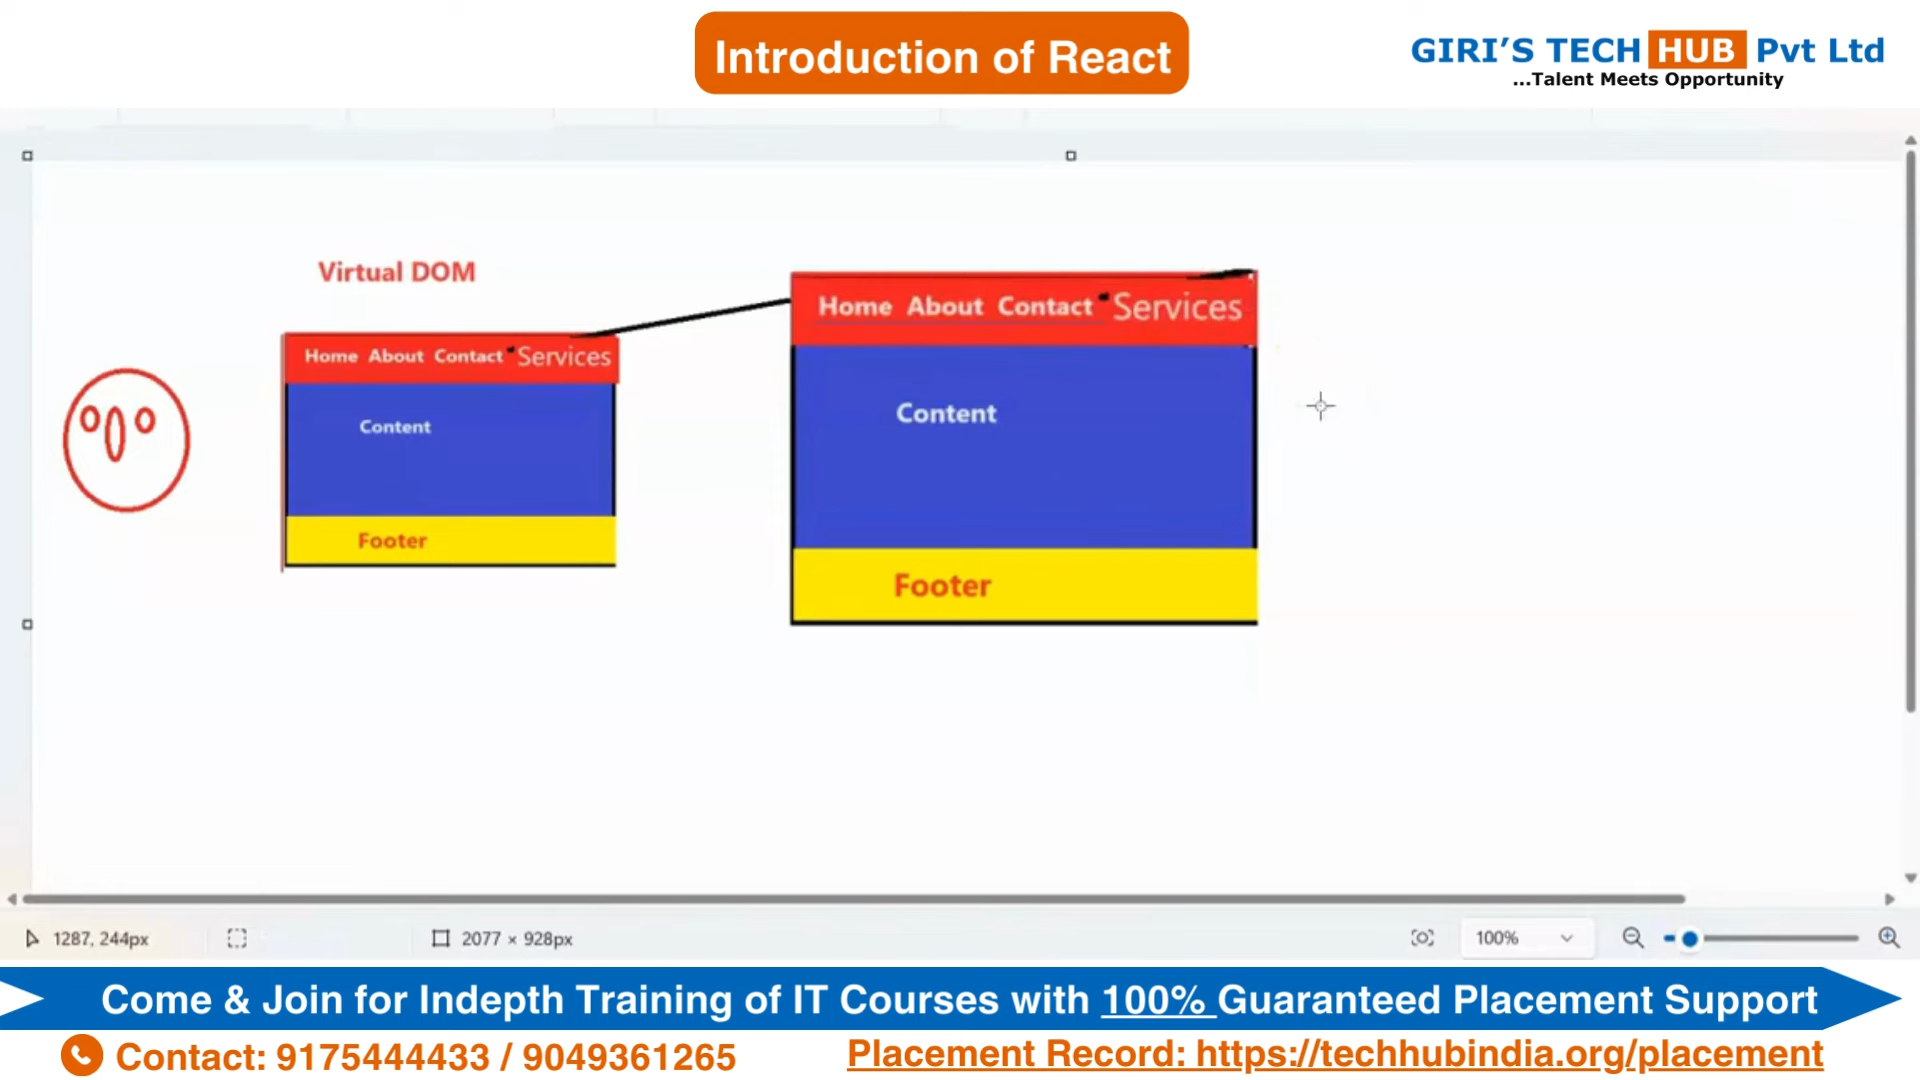 Introduction of React
GIRI'S TECH HUB Pvt Ltd
...Talent Meets Opportunity
Virtual DOM
Home About Contact Services
Content
Footer
Home About Contact Services
Content
Footer
1287, 244px
2077 × 928px
100%
Come & Join for Indepth Training of IT Courses with 100% Guaranteed Placement Support
Contact: 9175444433 / 9049361265
Placement Record: https://techhubindia.org/placement